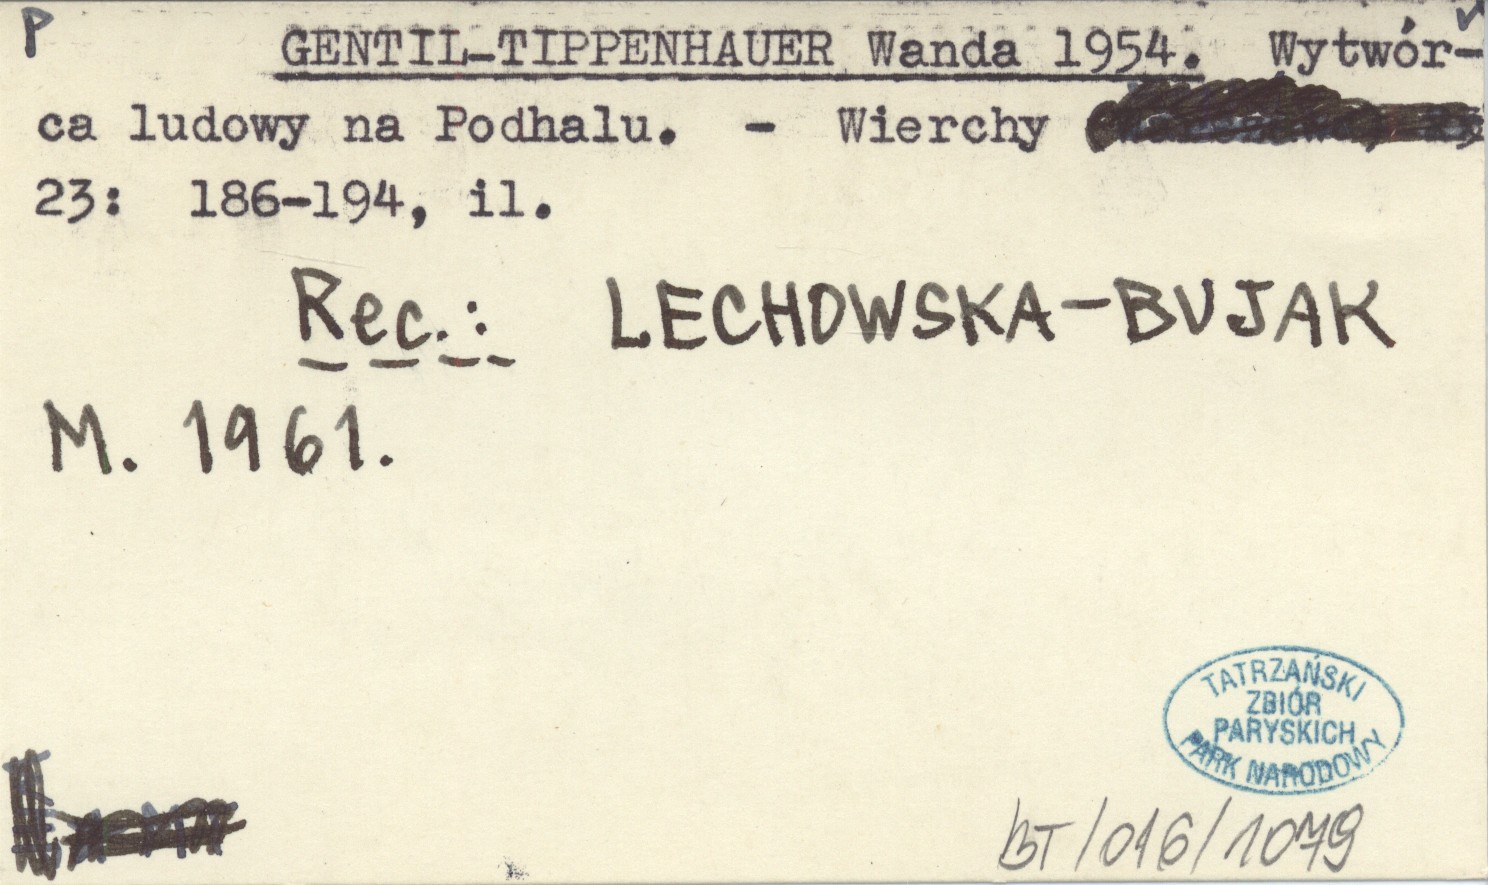 P
GENTIL-TIPPENHAUER Wanda 1954. Wytwór-
ca ludowy na Podhalu. - Wierchy
23: 186-194, il.
Rec.: LECHOWSKA-BUJAK
M. 1961.
TATRZAŃSKI
ZBIÓR
PARYSKICH
PARK NARODOWY
BT/016/1079